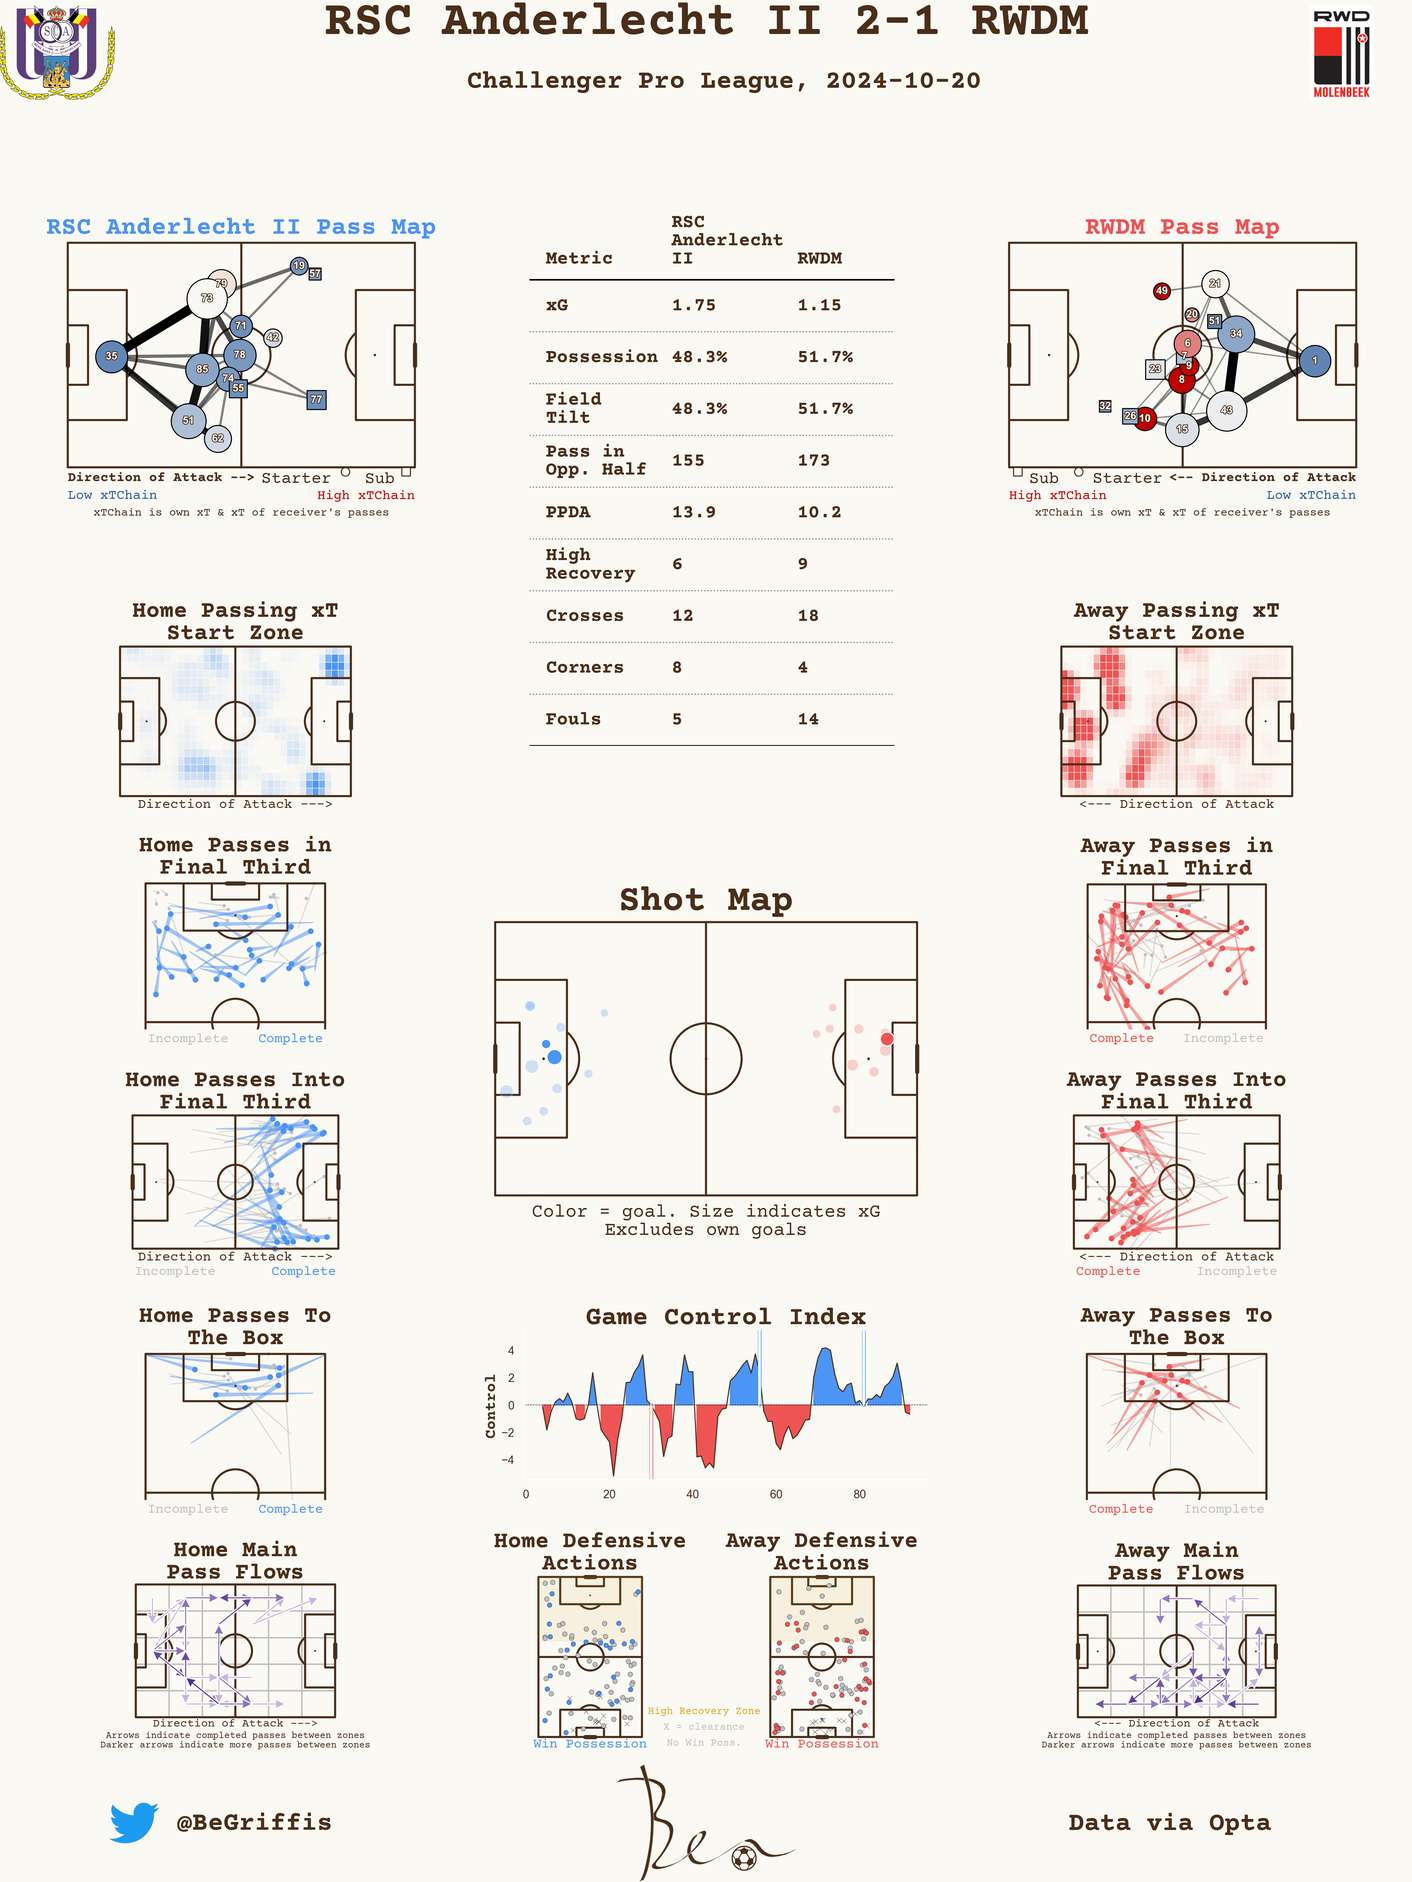 RSC Anderlecht II 2-1 RWDM
Challenger Pro League, 2024-10-20
RWD
MOLENBEEK
RSC Anderlecht II Pass Map
19
57
79
73
71
42
35
78
85
74
55
77
51
62
Direction of Attack --> Starter Sub
Low xTChain High xTChain
xTChain is own xT & xT of receiver's passes
Metric RSC Anderlecht II RWDM
xG 1.75 1.15
Possession 48.3% 51.7%
Field Tilt 48.3% 51.7%
Pass in Opp. Half 155 173
PPDA 13.9 10.2
High Recovery 6 9
Crosses 12 18
Corners 8 4
Fouls 5 14
RWDM Pass Map
49
21
20
51
34
6
7
1
23
9
8
32
26
10
43
15
Sub Starter <-- Direction of Attack
High xTChain Low xTChain
xTChain is own xT & xT of receiver's passes
Home Passing xT
Start Zone
Direction of Attack --->
Away Passing xT
Start Zone
<--- Direction of Attack
Home Passes in
Final Third
Incomplete Complete
Away Passes in
Final Third
Complete Incomplete
Shot Map
Color = goal. Size indicates xG
Excludes own goals
Home Passes Into
Final Third
Direction of Attack --->
Incomplete Complete
Away Passes Into
Final Third
<--- Direction of Attack
Complete Incomplete
Home Passes To
The Box
Incomplete Complete
Game Control Index
Control
4
2
0
−2
−4
0 20 40 60 80
Away Passes To
The Box
Complete Incomplete
Home Main
Pass Flows
Direction of Attack --->
Arrows indicate completed passes between zones
Darker arrows indicate more passes between zones
Home Defensive
Actions
Win Possession
High Recovery Zone
X = clearance
No Win Poss.
Away Defensive
Actions
Win Possession
Away Main
Pass Flows
<--- Direction of Attack
Arrows indicate completed passes between zones
Darker arrows indicate more passes between zones
@BeGriffis
Ben
Data via Opta